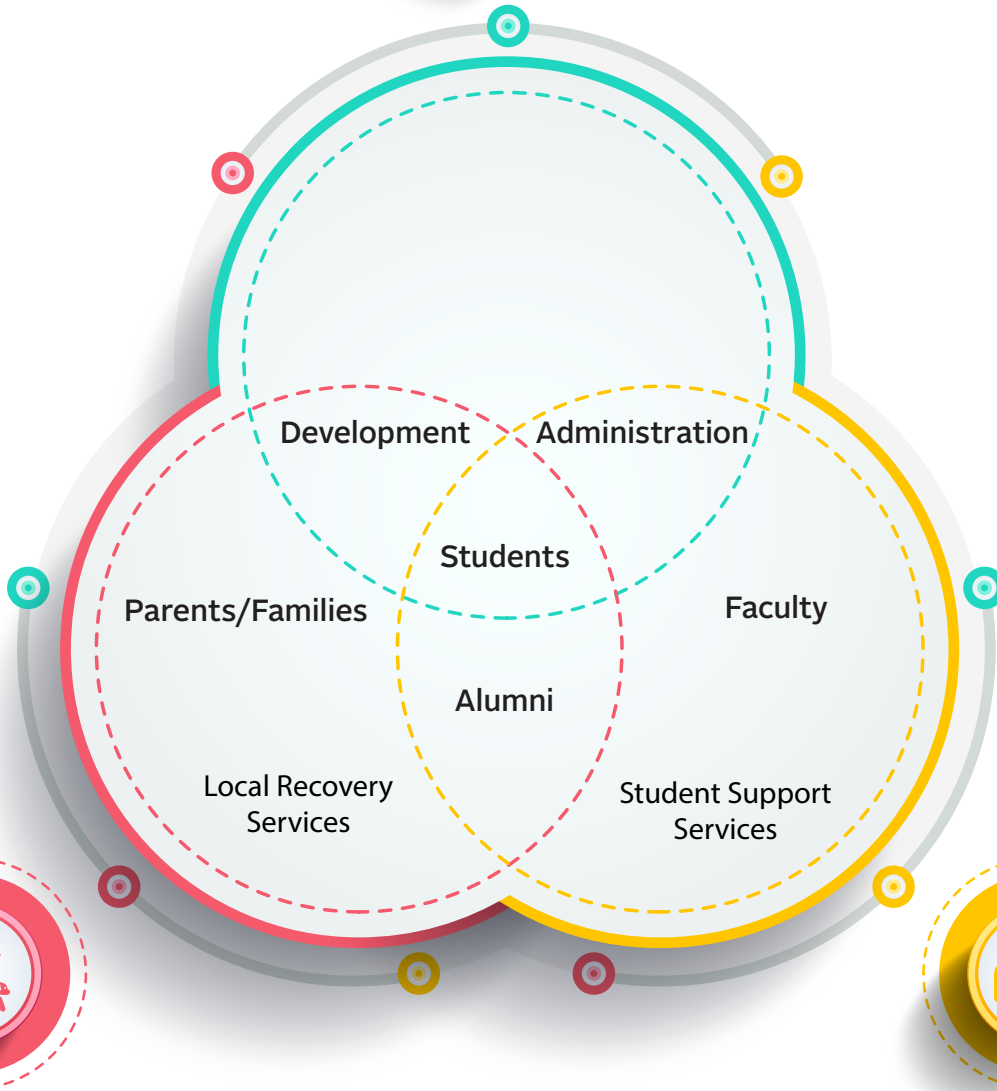 Development
Administration
Students
Parents/Families
Faculty
Alumni
Local Recovery
Services
Student Support
Services